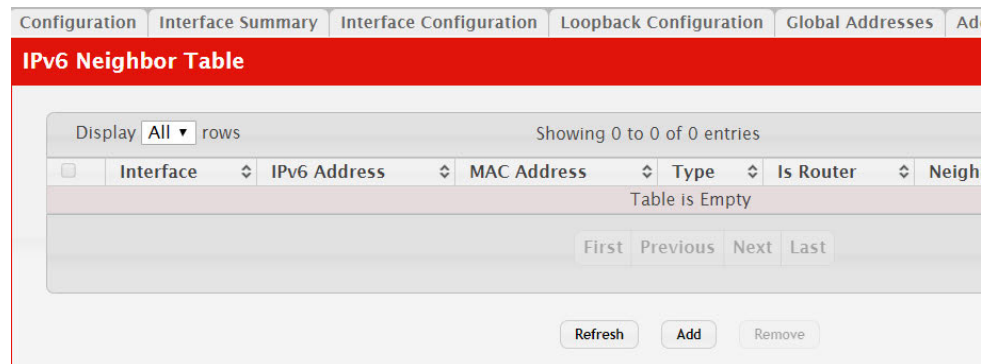 Configuration Interface Summary Interface Configuration Loopback Configuration Global Addresses
IPv6 Neighbor Table
Display All rows Showing 0 to 0 of 0 entries
Interface IPv6 Address MAC Address Type Is Router Neigh
Table is Empty
First Previous Next Last
Refresh Add Remove